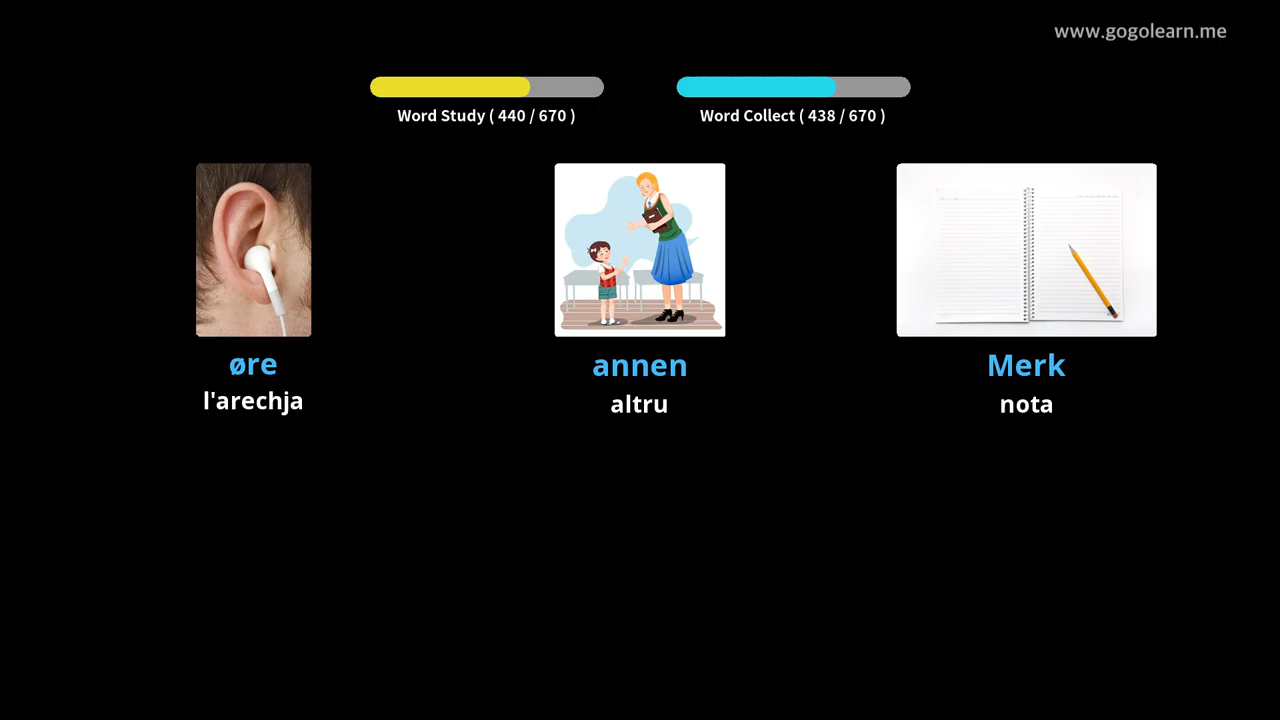 www.gogolearn.me
Word Study ( 440 / 670 )
Word Collect ( 438 / 670 )
øre
annen
Merk
l'arechja
altru
nota